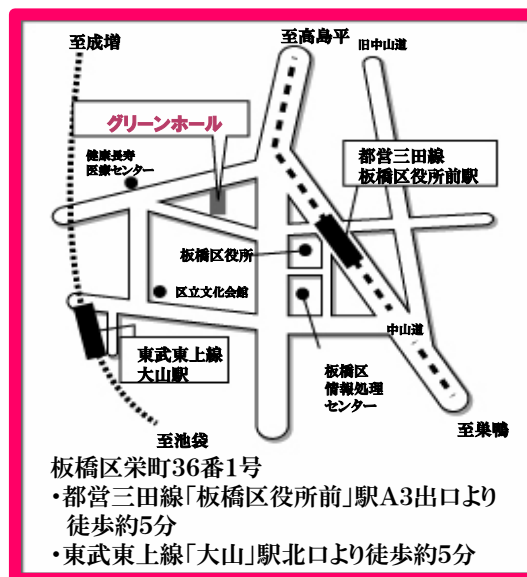 至成増
至高島平
旧中山道
グリーンホール
健康長寿
医療センター
都営三田線
板橋区役所前駅
板橋区役所
区立文化会館
中山道
東武東上線
大山駅
板橋区
情報処理
センター
至池袋
至巣鴨
板橋区栄町36番1号
・都営三田線「板橋区役所前」駅A3出口より
徒歩約5分
・東武東上線「大山」駅北口より徒歩約5分